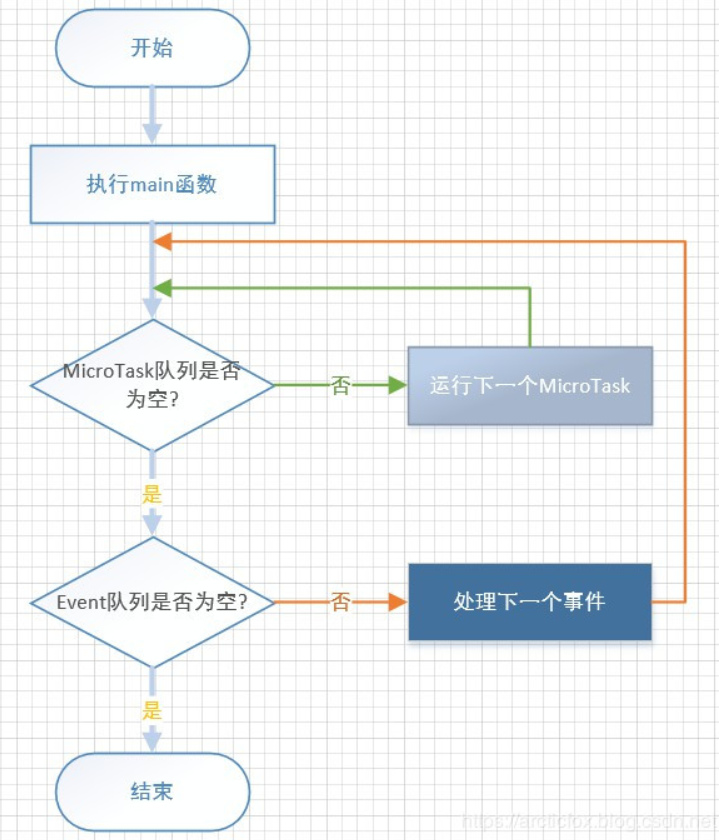 开始
执行main函数
MicroTask队列是否
为空?
否
运行下一个MicroTask
是
Event队列是否为空?
否
处理下一个事件
是
结束
https://arcticfox.blog.csdn.net